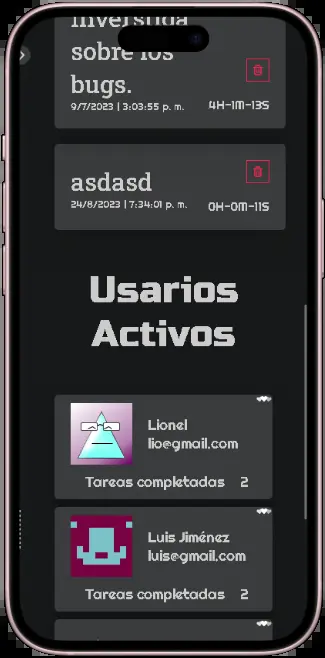 Investiga
sobre los
bugs.
9/7/2023 | 3:03:55 p. m.
4H-1M-13S
asdasd
24/8/2023 | 7:34:01 p. m.
0H-0M-11S
Usarios
Activos
Lionel
lio@gmail.com
Tareas completadas 2
Luis Jiménez
luis@gmail.com
Tareas completadas 2